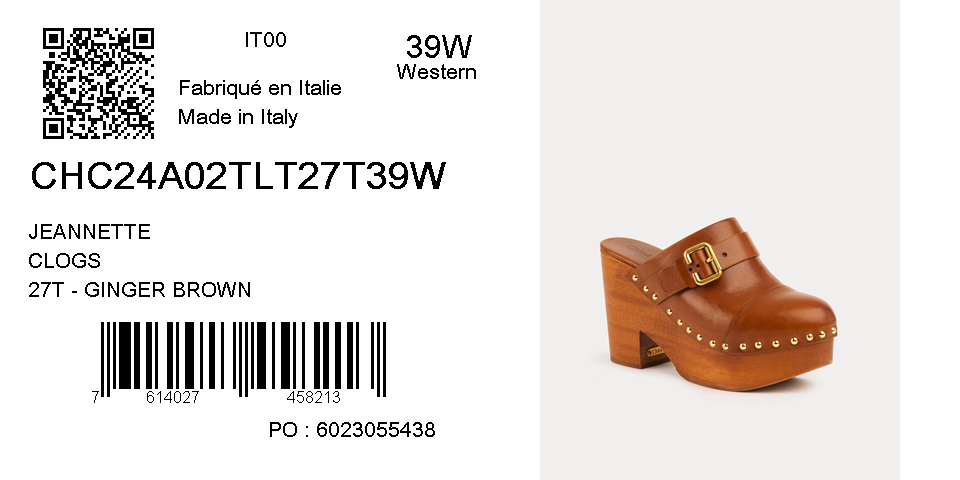 IT00
39W
Western
Fabriqué en Italie
Made in Italy
CHC24A02TLT27T39W
JEANNETTE
CLOGS
27T - GINGER BROWN
7 614027 458213
PO : 6023055438